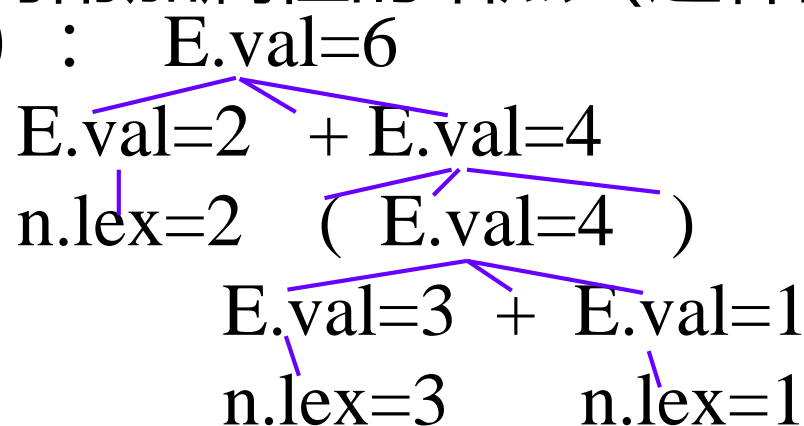 ) : E.val=6
E.val=2 + E.val=4
n.lex=2 ( E.val=4 )
E.val=3 + E.val=1
n.lex=3 n.lex=1